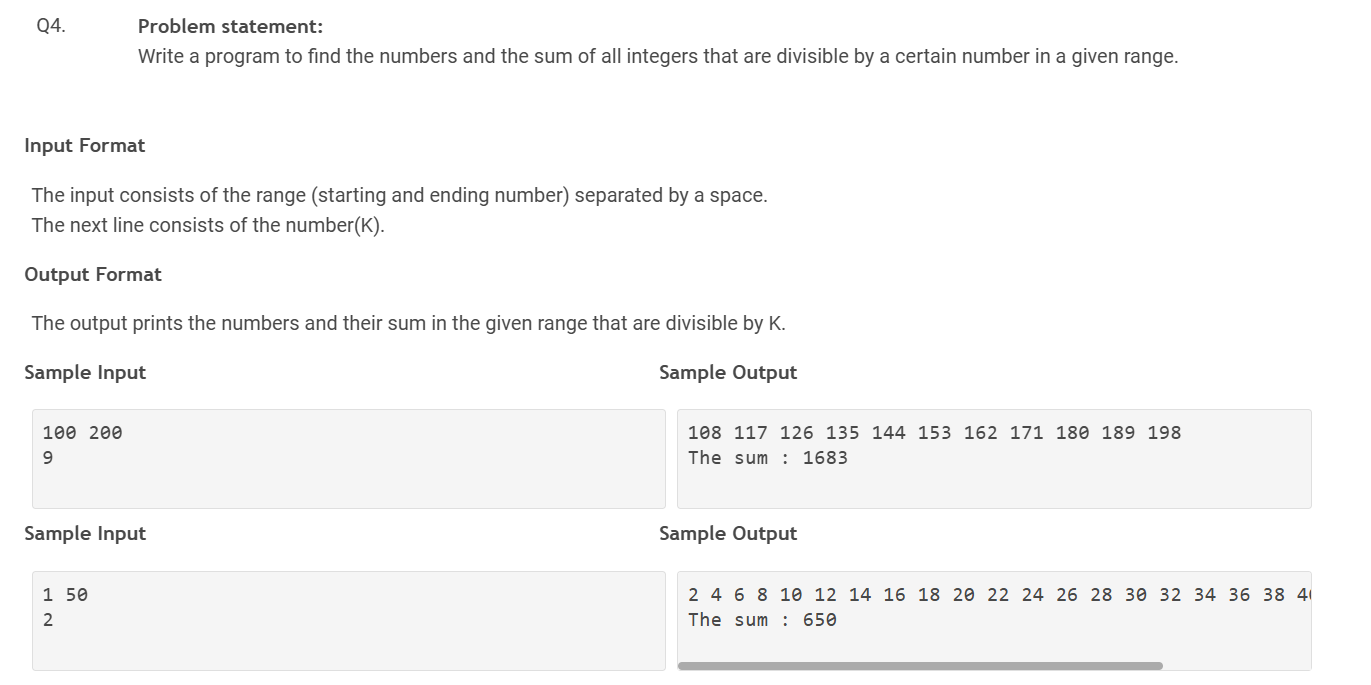 Q4. Problem statement:
Write a program to find the numbers and the sum of all integers that are divisible by a certain number in a given range.
Input Format
The input consists of the range (starting and ending number) separated by a space.
The next line consists of the number(K).
Output Format
The output prints the numbers and their sum in the given range that are divisible by K.
Sample Input Sample Output
100 200
9
108 117 126 135 144 153 162 171 180 189 198
The sum : 1683
Sample Input Sample Output
1 50
2
2 4 6 8 10 12 14 16 18 20 22 24 26 28 30 32 34 36 38
The sum : 650